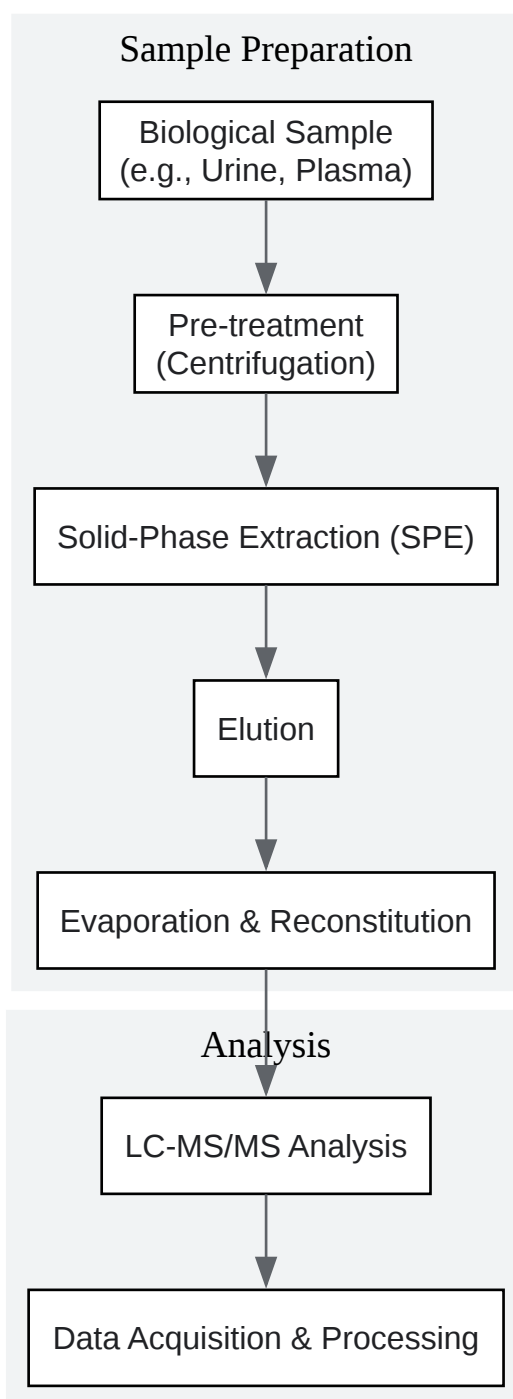 Sample Preparation
Biological Sample
(e.g., Urine, Plasma)
Pre-treatment
(Centrifugation)
Solid-Phase Extraction (SPE)
Elution
Evaporation & Reconstitution
Analysis
LC-MS/MS Analysis
Data Acquisition & Processing